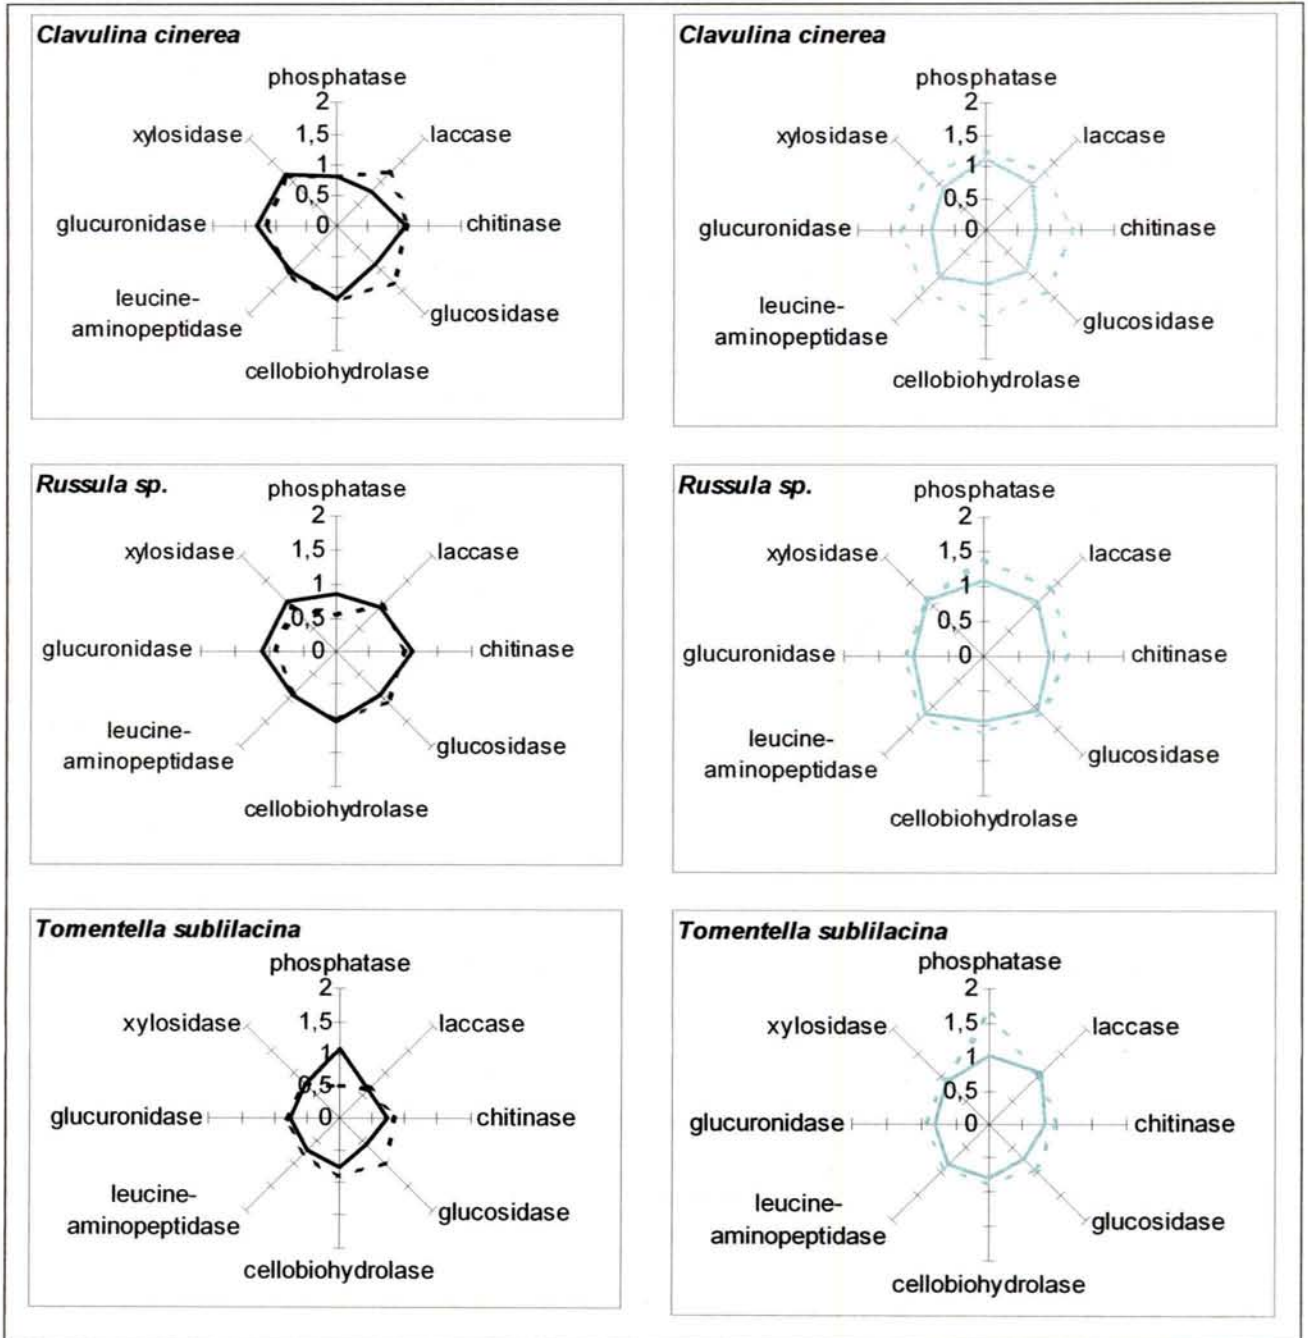 Clavulina cinerea
phosphatase
2
xylosidase
1,5
laccase
1
0,5
glucuronidase
0
chitinase
leucine-
aminopeptidase
glucosidase
cellobiohydrolase
Clavulina cinerea
phosphatase
2
xylosidase
1,5
laccase
1
0,5
glucuronidase
0
chitinase
leucine-
aminopeptidase
glucosidase
cellobiohydrolase
Russula sp.
phosphatase
2
xylosidase
1,5
laccase
1
0,5
glucuronidase
0
chitinase
leucine-
aminopeptidase
glucosidase
cellobiohydrolase
Russula sp.
phosphatase
2
xylosidase
1,5
laccase
1
0,5
glucuronidase
0
chitinase
leucine-
aminopeptidase
glucosidase
cellobiohydrolase
Tomentella sublilacina
phosphatase
2
xylosidase
1,5
laccase
1
0,5
glucuronidase
0
chitinase
leucine-
aminopeptidase
glucosidase
cellobiohydrolase
Tomentella sublilacina
phosphatase
2
xylosidase
1,5
laccase
1
0,5
glucuronidase
0
chitinase
leucine-
aminopeptidase
glucosidase
cellobiohydrolase